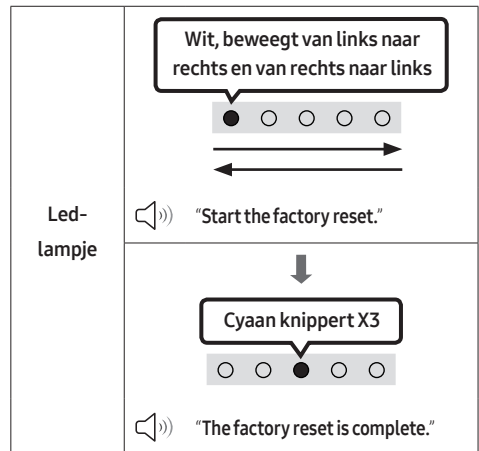 Wit, beweegt van links naar
rechts en van rechts naar links
Led-
lampje
"Start the factory reset."
Cyaan knippert X3
"The factory reset is complete."